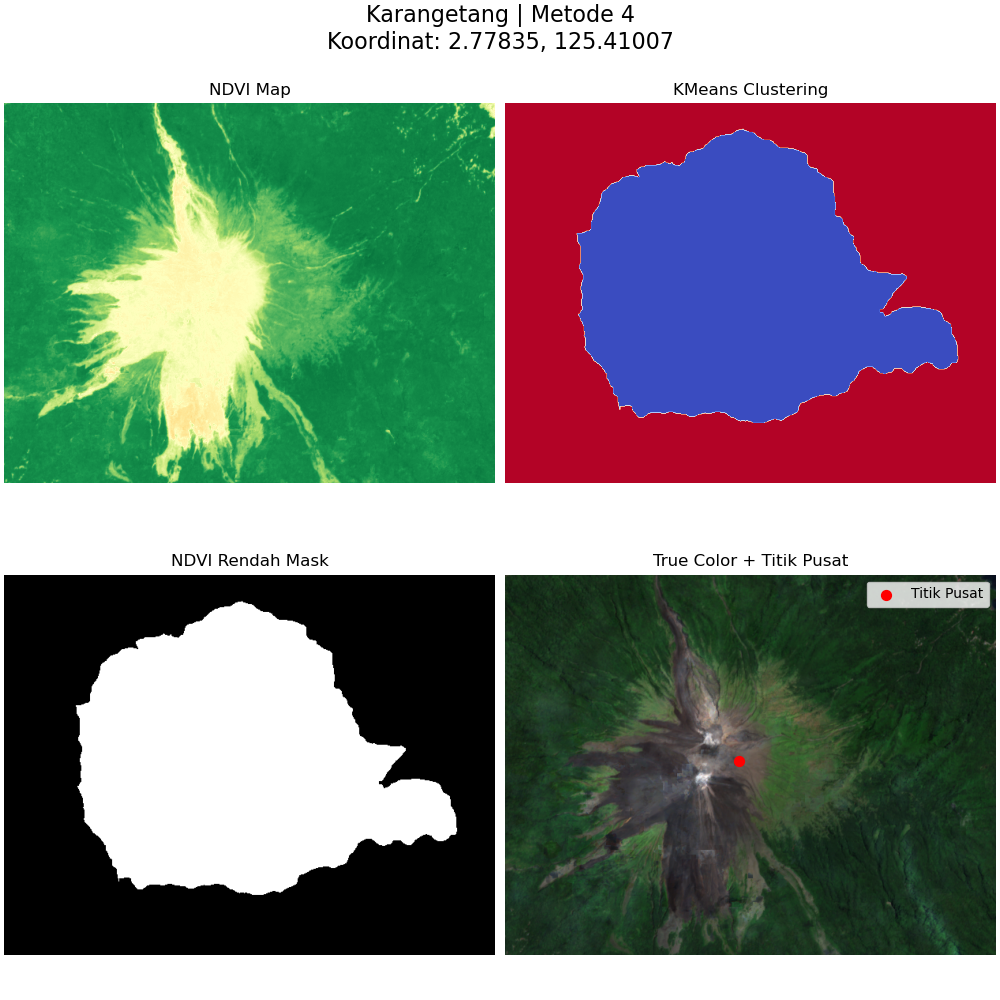 Karangetang | Metode 4
Koordinat: 2.77835, 125.41007
NDVI Map
KMeans Clustering
NDVI Rendah Mask
True Color + Titik Pusat
Titik Pusat